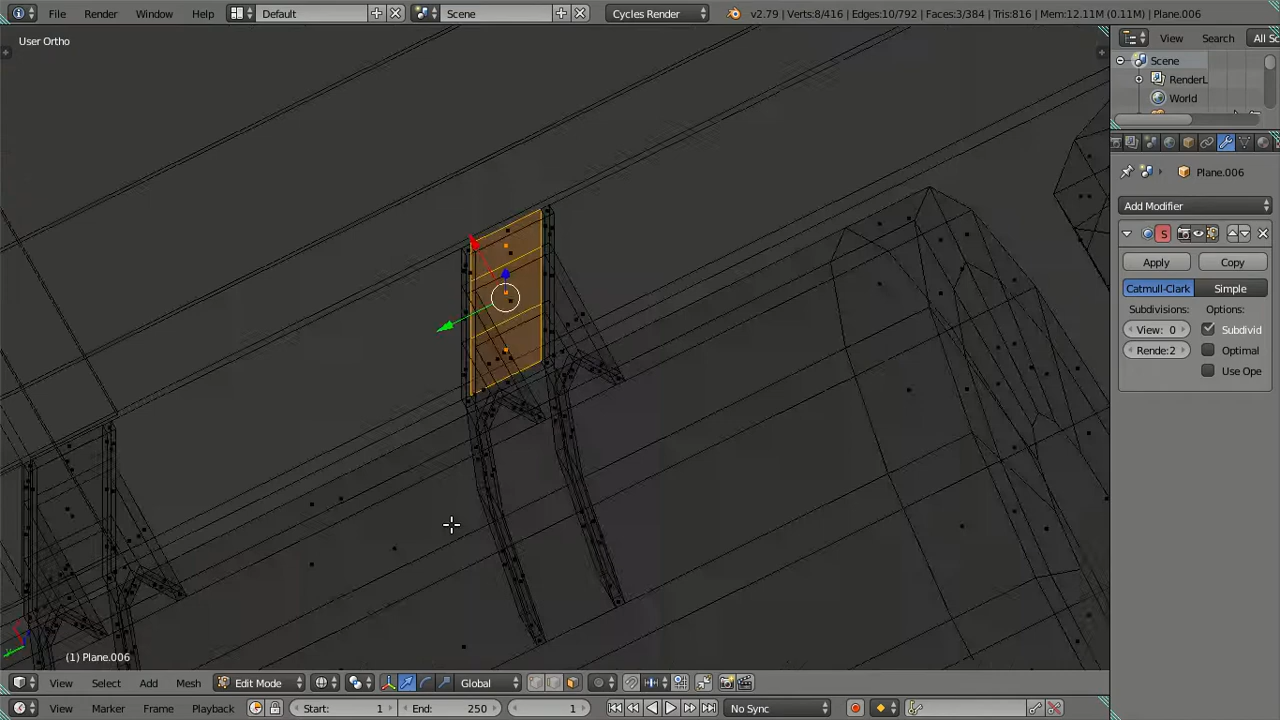 File Render Window Help Default Scene Cycles Render v2.79 | Verts:8/416 | Edges:10/792 | Faces:3/384 | Tris:816 | Mem:12.11M (0.11M) | Plane.006
User Ortho
View Search All Sc
Scene
RenderL
World
Plane.006
Add Modifier
S
Apply Copy
Catmull-Clark Simple
Subdivisions: Options:
View: 0 Subdivid
Rende:2 Optimal
Use Ope
(1) Plane.006
View Select Add Mesh Edit Mode Global
View Marker Frame Playback Start: 1 End: 250 1 No Sync